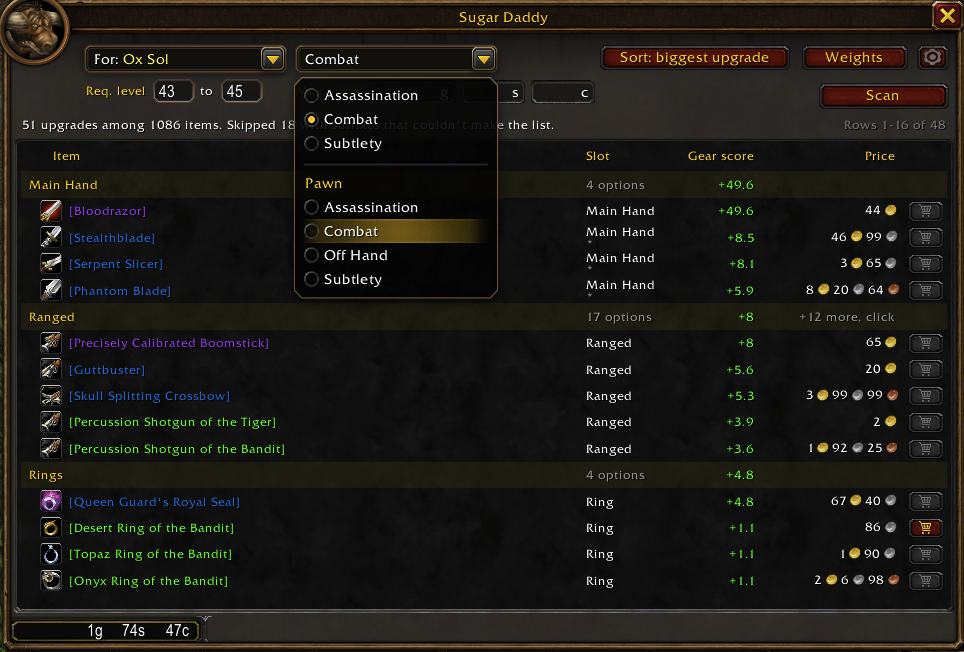 Sugar Daddy
For: Ox Sol
Combat
Sort: biggest upgrade
Weights
Req. level 43 to 45
g s c
Scan
51 upgrades among 1086 items. Skipped 18 with suffixes that couldn't make the list.
Rows 1-16 of 48
Assassination
Combat
Subtlety
Pawn
Assassination
Combat
Off Hand
Subtlety
Item Slot Gear score Price
Main Hand 4 options +49.6
[Bloodrazor] Main Hand +49.6 44
[Stealthblade] Main Hand * +8.5 46 99
[Serpent Slicer] Main Hand * +8.1 3 65
[Phantom Blade] Main Hand * +5.9 8 20 64
Ranged 17 options +8 +12 more, click
[Precisely Calibrated Boomstick] Ranged +8 65
[Guttbuster] Ranged +5.6 20
[Skull Splitting Crossbow] Ranged +5.3 3 99 99
[Percussion Shotgun of the Tiger] Ranged +3.9 2
[Percussion Shotgun of the Bandit] Ranged +3.6 1 92 25
Rings 4 options +4.8
[Queen Guard's Royal Seal] Ring +4.8 67 40
[Desert Ring of the Bandit] Ring +1.1 86
[Topaz Ring of the Bandit] Ring +1.1 1 90
[Onyx Ring of the Bandit] Ring +1.1 2 6 98
1g 74s 47c